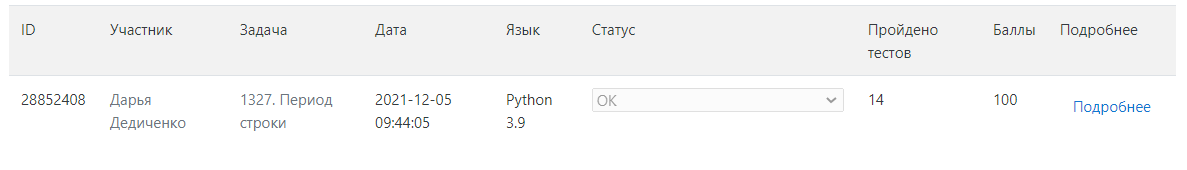 ID Участник Задача Дата Язык Статус Пройдено Баллы Подробнее
тестов
28852408 Дарья 1327. Период 2021-12-05 Python OK 14 100 Подробнее
Дедиченко строки 09:44:05 3.9